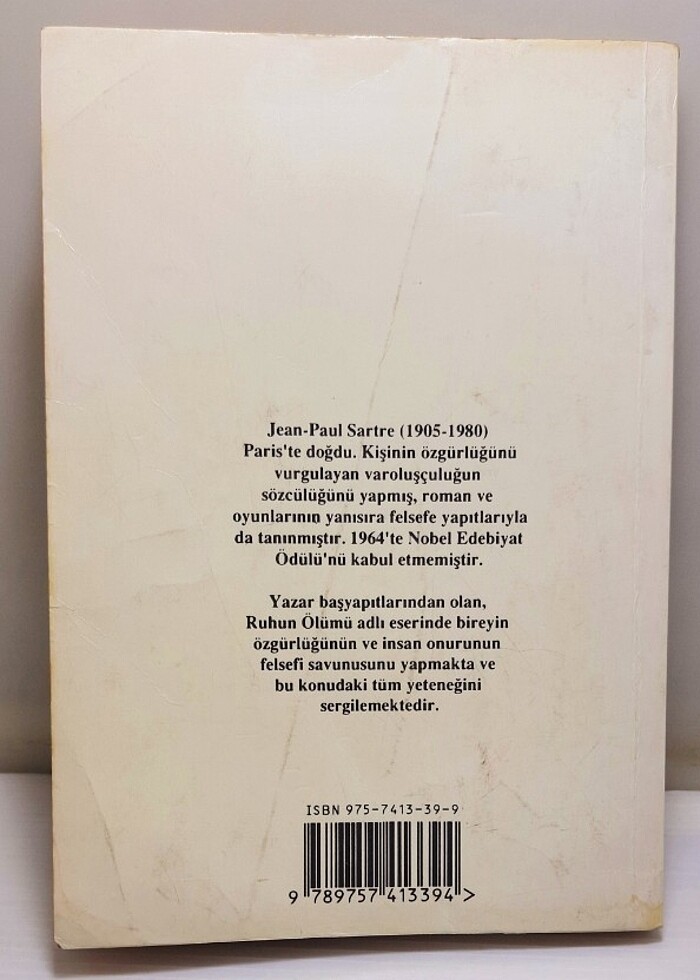 Jean-Paul Sartre (1905-1980)
Paris'te doğdu. Kişinin özgürlüğünü
vurgulayan varoluşçuluğun
sözcülüğünü yapmış, roman ve
oyunlarının yanısıra felsefe yapıtlarıyla
da tanınmıştır. 1964'te Nobel Edebiyat
Ödülü'nü kabul etmemiştir.
Yazar başyapıtlarından olan,
Ruhun Ölümü adlı eserinde bireyin
özgürlüğünün ve insan onurunun
felsefi savunusunu yapmakta ve
bu konudaki tüm yeteneğini
sergilemektedir.
ISBN 975-7413-39-9
9 789757 413394 >